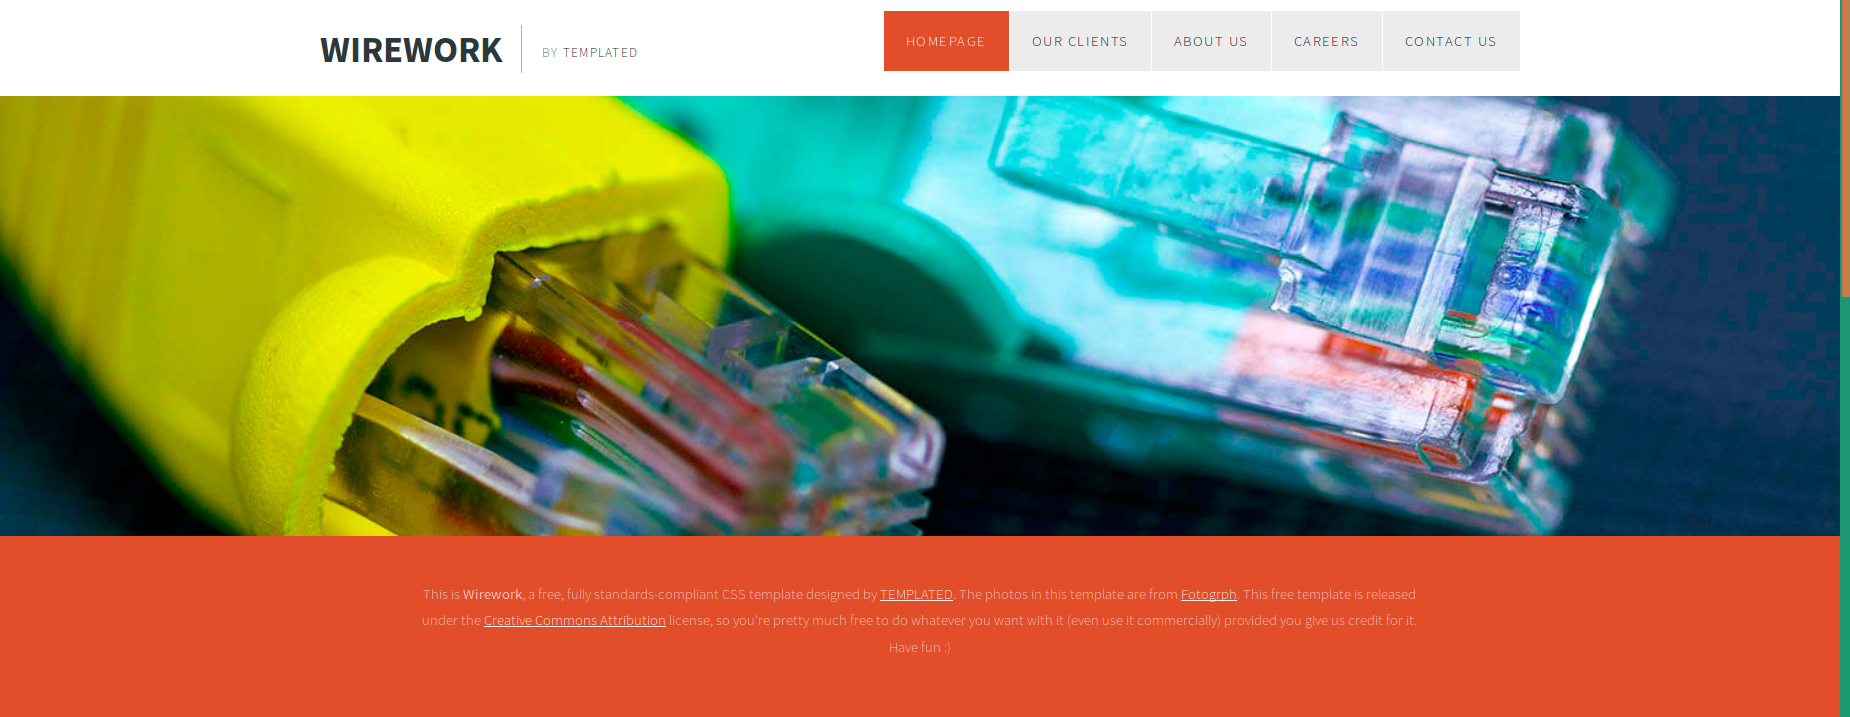 WIREWORK
BY TEMPLATED
HOMEPAGE
OUR CLIENTS
ABOUT US
CAREERS
CONTACT US
This is Wirework, a free, fully standards-compliant CSS template designed by TEMPLATED. The photos in this template are from Fotogrph. This free template is released
under the Creative Commons Attribution license, so you're pretty much free to do whatever you want with it (even use it commercially) provided you give us credit for it.
Have fun :)